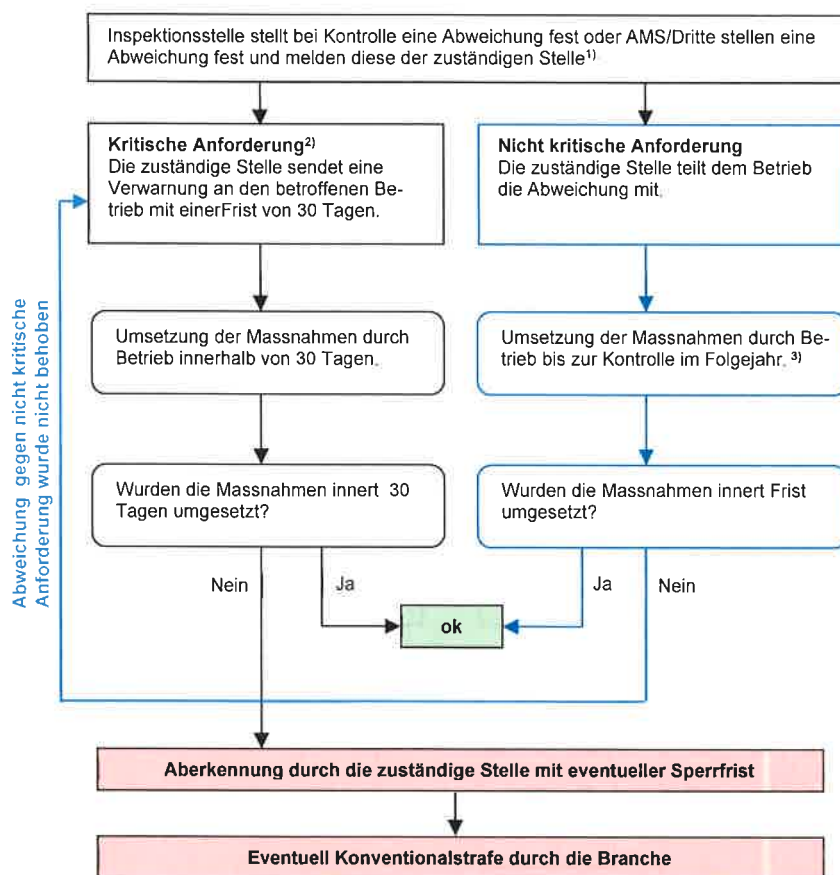 Inspektionsstelle stellt bei Kontrolle eine Abweichung fest oder AMS/Dritte stellen eine
Abweichung fest und melden diese der zuständigen Stelle1)
Kritische Anforderung2)
Die zuständige Stelle sendet eine
Verwarnung an den betroffenen Be-
trieb mit einerFrist von 30 Tagen.
Nicht kritische Anforderung
Die zuständige Stelle teilt dem Betrieb
die Abweichung mit.
Abweichung gegen nicht kritische
Anforderung wurde nicht behoben
Umsetzung der Massnahmen durch
Betrieb innerhalb von 30 Tagen.
Umsetzung der Massnahmen durch Be-
trieb bis zur Kontrolle im Folgejahr. 3)
Wurden die Massnahmen innert 30
Tagen umgesetzt?
Wurden die Massnahmen innert Frist
umgesetzt?
Nein
Ja
Ja
Nein
ok
Aberkennung durch die zuständige Stelle mit eventueller Sperrfrist
Eventuell Konventionalstrafe durch die Branche